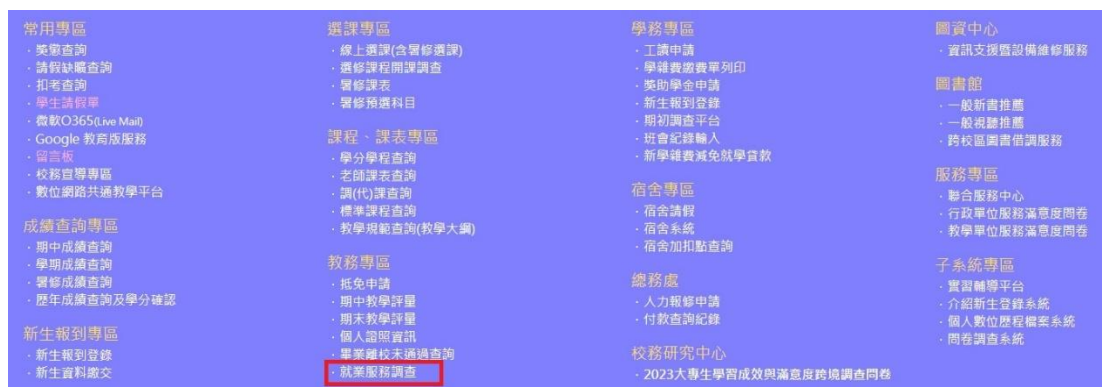 常用專區
· 獎懲查詢
· 請假缺曠查詢
· 扣考查詢
· 學生請假單
· 微軟O365(Live Mail)
· Google 教育版服務
· 留言板
· 校務宣導專區
· 數位網路共通教學平台
成績查詢專區
· 期中成績查詢
· 學期成績查詢
· 暑修成績查詢
· 歷年成績查詢及學分確認
新生報到專區
· 新生報到登錄
· 新生資料繳交
選課專區
· 線上選課(含暑修選課)
· 選修課程開課調查
· 暑修課表
· 暑修預選科目
課程、課表專區
· 學分學程查詢
· 老師課表查詢
· 調(代)課查詢
· 標準課程查詢
· 教學規範查詢(教學大綱)
教務專區
· 抵免申請
· 期中教學評量
· 期末教學評量
· 個人證照資訊
· 畢業離校未通過查詢
· 就業服務調查
學務專區
· 工讀申請
· 學雜費繳費單列印
· 獎助學金申請
· 新生報到登錄
· 期初調查平台
· 班會紀錄輸入
· 新學雜費減免就學貸款
宿舍專區
· 宿舍請假
· 宿舍系統
· 宿舍加扣點查詢
總務處
· 人力報修申請
· 付款查詢紀錄
校務研究中心
· 2023大專生學習成效與滿意度跨境調查問卷
圖資中心
· 資訊支援暨設備維修服務
圖書館
· 一般新書推薦
· 一般視聽推薦
· 跨校區圖書借調服務
服務專區
· 聯合服務中心
· 行政單位服務滿意度問卷
· 教學單位服務滿意度問卷
子系統專區
· 實習輔導平台
· 介紹新生登錄系統
· 個人數位歷程檔案系統
· 問卷調查系統